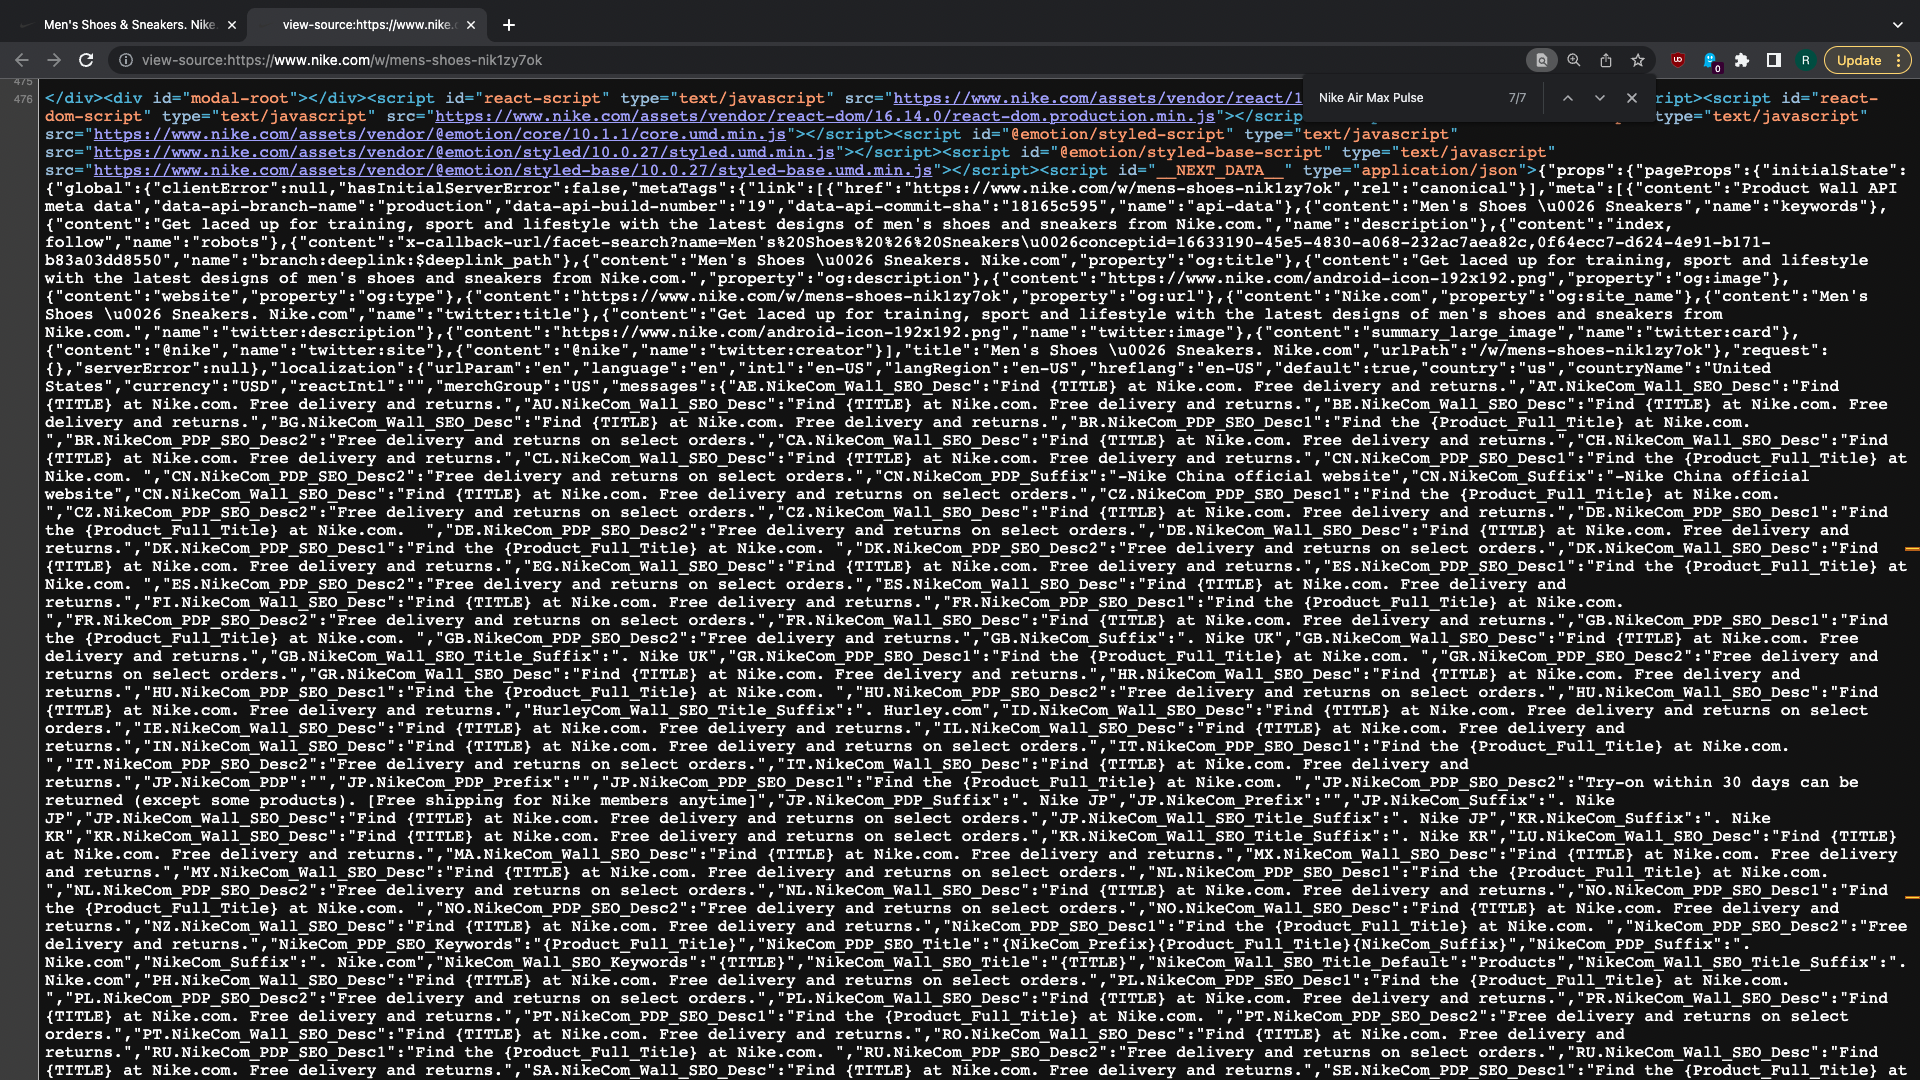 Men's Shoes & Sneakers. Nike
view-source:https://www.nike.c
view-source:https://www.nike.com/w/mens-shoes-nik1zy7ok
0
R
Update
Nike Air Max Pulse
7/7
475
476
</div><div id="modal-root"></div><script id="react-script" type="text/javascript" src="https://www.nike.com/assets/vendor/react/1
ript><script id="react-
dom-script" type="text/javascript" src="https://www.nike.com/assets/vendor/react-dom/16.14.0/react-dom.production.min.js"></scrip
type="text/javascript"
src="https://www.nike.com/assets/vendor/@emotion/core/10.1.1/core.umd.min.js"></script><script id="@emotion/styled-script" type="text/javascript"
src="https://www.nike.com/assets/vendor/@emotion/styled/10.0.27/styled.umd.min.js"></script><script id="@emotion/styled-base-script" type="text/javascript"
src="https://www.nike.com/assets/vendor/@emotion/styled-base/10.0.27/styled-base.umd.min.js"></script><script id="__NEXT_DATA__" type="application/json">{"props":{"pageProps":{"initialState":
{"global":{"clientError":null,"hasInitialServerError":false,"metaTags":{"link":[{"href":"https://www.nike.com/w/mens-shoes-nik1zy7ok","rel":"canonical"}],"meta":[{"content":"Product Wall API
meta data","data-api-branch-name":"production","data-api-build-number":"19","data-api-commit-sha":"18165c595","name":"api-data"},{"content":"Men's Shoes \u0026 Sneakers","name":"keywords"},
{"content":"Get laced up for training, sport and lifestyle with the latest designs of men's shoes and sneakers from Nike.com.","name":"description"},{"content":"index,
follow","name":"robots"},{"content":"x-callback-url/facet-search?name=Men's%20Shoes%20%26%20Sneakers\u0026conceptid=16633190-45e5-4830-a068-232ac7aea82c,0f64ecc7-d624-4e91-b171-
b83a03dd8550","name":"branch:deeplink:$deeplink_path"},{"content":"Men's Shoes \u0026 Sneakers. Nike.com","property":"og:title"},{"content":"Get laced up for training, sport and lifestyle
with the latest designs of men's shoes and sneakers from Nike.com.","property":"og:description"},{"content":"https://www.nike.com/android-icon-192x192.png","property":"og:image"},
{"content":"website","property":"og:type"},{"content":"https://www.nike.com/w/mens-shoes-nik1zy7ok","property":"og:url"},{"content":"Nike.com","property":"og:site_name"},{"content":"Men's
Shoes \u0026 Sneakers. Nike.com","name":"twitter:title"},{"content":"Get laced up for training, sport and lifestyle with the latest designs of men's shoes and sneakers from
Nike.com.","name":"twitter:description"},{"content":"https://www.nike.com/android-icon-192x192.png","name":"twitter:image"},{"content":"summary_large_image","name":"twitter:card"},
{"content":"@nike","name":"twitter:site"},{"content":"@nike","name":"twitter:creator"}],"title":"Men's Shoes \u0026 Sneakers. Nike.com","urlPath":"/w/mens-shoes-nik1zy7ok"},"request":
{},"serverError":null},"localization":{"urlParam":"en","language":"en","intl":"en-US","langRegion":"en-US","hreflang":"en-US","default":true,"country":"us","countryName":"United
States","currency":"USD","reactIntl":"","merchGroup":"US","messages":{"AE.NikeCom_Wall_SEO_Desc":"Find {TITLE} at Nike.com. Free delivery and returns.","AT.NikeCom_Wall_SEO_Desc":"Find
{TITLE} at Nike.com. Free delivery and returns.","AU.NikeCom_Wall_SEO_Desc":"Find {TITLE} at Nike.com. Free delivery and returns.","BE.NikeCom_Wall_SEO_Desc":"Find {TITLE} at Nike.com. Free
delivery and returns.","BG.NikeCom_Wall_SEO_Desc":"Find {TITLE} at Nike.com. Free delivery and returns.","BR.NikeCom_PDP_SEO_Desc1":"Find the {Product_Full_Title} at Nike.com.
","BR.NikeCom_PDP_SEO_Desc2":"Free delivery and returns on select orders.","CA.NikeCom_Wall_SEO_Desc":"Find {TITLE} at Nike.com. Free delivery and returns.","CH.NikeCom_Wall_SEO_Desc":"Find
{TITLE} at Nike.com. Free delivery and returns.","CL.NikeCom_Wall_SEO_Desc":"Find {TITLE} at Nike.com. Free delivery and returns.","CN.NikeCom_PDP_SEO_Desc1":"Find the {Product_Full_Title} at
Nike.com. ","CN.NikeCom_PDP_SEO_Desc2":"Free delivery and returns on select orders.","CN.NikeCom_PDP_Suffix":"-Nike China official website","CN.NikeCom_Suffix":"-Nike China official
website","CN.NikeCom_Wall_SEO_Desc":"Find {TITLE} at Nike.com. Free delivery and returns on select orders.","CZ.NikeCom_PDP_SEO_Desc1":"Find the {Product_Full_Title} at Nike.com.
","CZ.NikeCom_PDP_SEO_Desc2":"Free delivery and returns on select orders.","CZ.NikeCom_Wall_SEO_Desc":"Find {TITLE} at Nike.com. Free delivery and returns.","DE.NikeCom_PDP_SEO_Desc1":"Find
the {Product_Full_Title} at Nike.com.  ","DE.NikeCom_PDP_SEO_Desc2":"Free delivery and returns on select orders.","DE.NikeCom_Wall_SEO_Desc":"Find {TITLE} at Nike.com. Free delivery and
returns.","DK.NikeCom_PDP_SEO_Desc1":"Find the {Product_Full_Title} at Nike.com. ","DK.NikeCom_PDP_SEO_Desc2":"Free delivery and returns on select orders.","DK.NikeCom_Wall_SEO_Desc":"Find
{TITLE} at Nike.com. Free delivery and returns.","EG.NikeCom_Wall_SEO_Desc":"Find {TITLE} at Nike.com. Free delivery and returns.","ES.NikeCom_PDP_SEO_Desc1":"Find the {Product_Full_Title} at
Nike.com. ","ES.NikeCom_PDP_SEO_Desc2":"Free delivery and returns on select orders.","ES.NikeCom_Wall_SEO_Desc":"Find {TITLE} at Nike.com. Free delivery and
returns.","FI.NikeCom_Wall_SEO_Desc":"Find {TITLE} at Nike.com. Free delivery and returns.","FR.NikeCom_PDP_SEO_Desc1":"Find the {Product_Full_Title} at Nike.com.
","FR.NikeCom_PDP_SEO_Desc2":"Free delivery and returns on select orders.","FR.NikeCom_Wall_SEO_Desc":"Find {TITLE} at Nike.com. Free delivery and returns.","GB.NikeCom_PDP_SEO_Desc1":"Find
the {Product_Full_Title} at Nike.com. ","GB.NikeCom_PDP_SEO_Desc2":"Free delivery and returns.","GB.NikeCom_Suffix":". Nike UK","GB.NikeCom_Wall_SEO_Desc":"Find {TITLE} at Nike.com. Free
delivery and returns.","GB.NikeCom_Wall_SEO_Title_Suffix":". Nike UK","GR.NikeCom_PDP_SEO_Desc1":"Find the {Product_Full_Title} at Nike.com. ","GR.NikeCom_PDP_SEO_Desc2":"Free delivery and
returns on select orders.","GR.NikeCom_Wall_SEO_Desc":"Find {TITLE} at Nike.com. Free delivery and returns.","HR.NikeCom_Wall_SEO_Desc":"Find {TITLE} at Nike.com. Free delivery and
returns.","HU.NikeCom_PDP_SEO_Desc1":"Find the {Product_Full_Title} at Nike.com. ","HU.NikeCom_PDP_SEO_Desc2":"Free delivery and returns on select orders.","HU.NikeCom_Wall_SEO_Desc":"Find
{TITLE} at Nike.com. Free delivery and returns.","HurleyCom_Wall_SEO_Title_Suffix":". Hurley.com","ID.NikeCom_Wall_SEO_Desc":"Find {TITLE} at Nike.com. Free delivery and returns on select
orders.","IE.NikeCom_Wall_SEO_Desc":"Find {TITLE} at Nike.com. Free delivery and returns.","IL.NikeCom_Wall_SEO_Desc":"Find {TITLE} at Nike.com. Free delivery and
returns.","IN.NikeCom_Wall_SEO_Desc":"Find {TITLE} at Nike.com. Free delivery and returns on select orders.","IT.NikeCom_PDP_SEO_Desc1":"Find the {Product_Full_Title} at Nike.com.
","IT.NikeCom_PDP_SEO_Desc2":"Free delivery and returns on select orders.","IT.NikeCom_Wall_SEO_Desc":"Find {TITLE} at Nike.com. Free delivery and
returns.","JP.NikeCom_PDP":"","JP.NikeCom_PDP_Prefix":"","JP.NikeCom_PDP_SEO_Desc1":"Find the {Product_Full_Title} at Nike.com. ","JP.NikeCom_PDP_SEO_Desc2":"Try-on within 30 days can be
returned (except some products). [Free shipping for Nike members anytime]","JP.NikeCom_PDP_Suffix":". Nike JP","JP.NikeCom_Prefix":"","JP.NikeCom_Suffix":". Nike
JP","JP.NikeCom_Wall_SEO_Desc":"Find {TITLE} at Nike.com. Free delivery and returns on select orders.","JP.NikeCom_Wall_SEO_Title_Suffix":". Nike JP","KR.NikeCom_Suffix":". Nike
KR","KR.NikeCom_Wall_SEO_Desc":"Find {TITLE} at Nike.com. Free delivery and returns on select orders.","KR.NikeCom_Wall_SEO_Title_Suffix":". Nike KR","LU.NikeCom_Wall_SEO_Desc":"Find {TITLE}
at Nike.com. Free delivery and returns.","MA.NikeCom_Wall_SEO_Desc":"Find {TITLE} at Nike.com. Free delivery and returns.","MX.NikeCom_Wall_SEO_Desc":"Find {TITLE} at Nike.com. Free delivery
and returns.","MY.NikeCom_Wall_SEO_Desc":"Find {TITLE} at Nike.com. Free delivery and returns on select orders.","NL.NikeCom_PDP_SEO_Desc1":"Find the {Product_Full_Title} at Nike.com.
","NL.NikeCom_PDP_SEO_Desc2":"Free delivery and returns on select orders.","NL.NikeCom_Wall_SEO_Desc":"Find {TITLE} at Nike.com. Free delivery and returns.","NO.NikeCom_PDP_SEO_Desc1":"Find
the {Product_Full_Title} at Nike.com. ","NO.NikeCom_PDP_SEO_Desc2":"Free delivery and returns on select orders.","NO.NikeCom_Wall_SEO_Desc":"Find {TITLE} at Nike.com. Free delivery and
returns.","NZ.NikeCom_Wall_SEO_Desc":"Find {TITLE} at Nike.com. Free delivery and returns.","NikeCom_PDP_SEO_Desc1":"Find the {Product_Full_Title} at Nike.com. ","NikeCom_PDP_SEO_Desc2":"Free
delivery and returns.","NikeCom_PDP_SEO_Keywords":"{Product_Full_Title}","NikeCom_PDP_SEO_Title":"{NikeCom_Prefix}{Product_Full_Title}{NikeCom_Suffix}","NikeCom_PDP_Suffix":".
Nike.com","NikeCom_Suffix":". Nike.com","NikeCom_Wall_SEO_Keywords":"{TITLE}","NikeCom_Wall_SEO_Title":"{TITLE}","NikeCom_Wall_SEO_Title_Default":"Products","NikeCom_Wall_SEO_Title_Suffix":".
Nike.com","PH.NikeCom_Wall_SEO_Desc":"Find {TITLE} at Nike.com. Free delivery and returns on select orders.","PL.NikeCom_PDP_SEO_Desc1":"Find the {Product_Full_Title} at Nike.com.
","PL.NikeCom_PDP_SEO_Desc2":"Free delivery and returns on select orders.","PL.NikeCom_Wall_SEO_Desc":"Find {TITLE} at Nike.com. Free delivery and returns.","PR.NikeCom_Wall_SEO_Desc":"Find
{TITLE} at Nike.com. Free delivery and returns.","PT.NikeCom_PDP_SEO_Desc1":"Find the {Product_Full_Title} at Nike.com. ","PT.NikeCom_PDP_SEO_Desc2":"Free delivery and returns on select
orders.","PT.NikeCom_Wall_SEO_Desc":"Find {TITLE} at Nike.com. Free delivery and returns.","RO.NikeCom_Wall_SEO_Desc":"Find {TITLE} at Nike.com. Free delivery and
returns.","RU.NikeCom_PDP_SEO_Desc1":"Find the {Product_Full_Title} at Nike.com. ","RU.NikeCom_PDP_SEO_Desc2":"Free delivery and returns on select orders.","RU.NikeCom_Wall_SEO_Desc":"Find
{TITLE} at Nike.com. Free delivery and returns.","SA.NikeCom_Wall_SEO_Desc":"Find {TITLE} at Nike.com. Free delivery and returns.","SE.NikeCom_PDP_SEO_Desc1":"Find the {Product_Full_Title} at